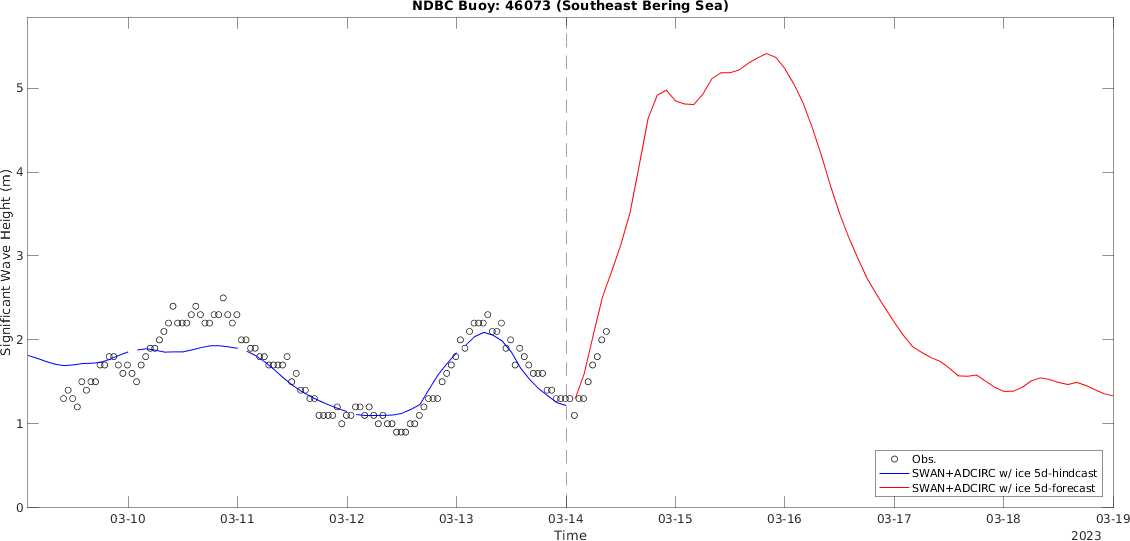 NDBC Buoy: 46073 (Southeast Bering Sea)
Significant Wave Height (m)
5
4
3
2
1
0
Obs.
SWAN+ADCIRC w/ ice 5d-hindcast
SWAN+ADCIRC w/ ice 5d-forecast
03-10 03-11 03-12 03-13 03-14 03-15 03-16 03-17 03-18 03-19
Time
2023